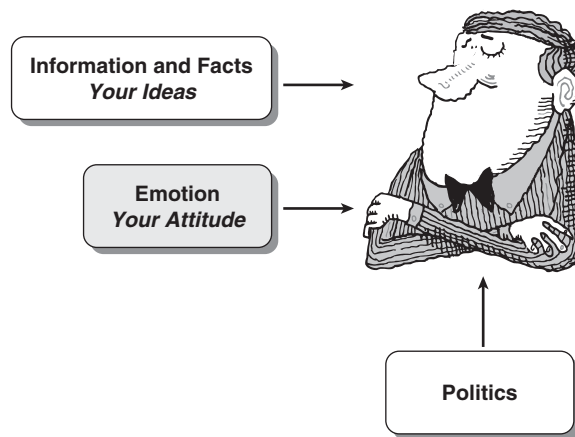 Information and Facts
Your Ideas
Emotion
Your Attitude
Politics